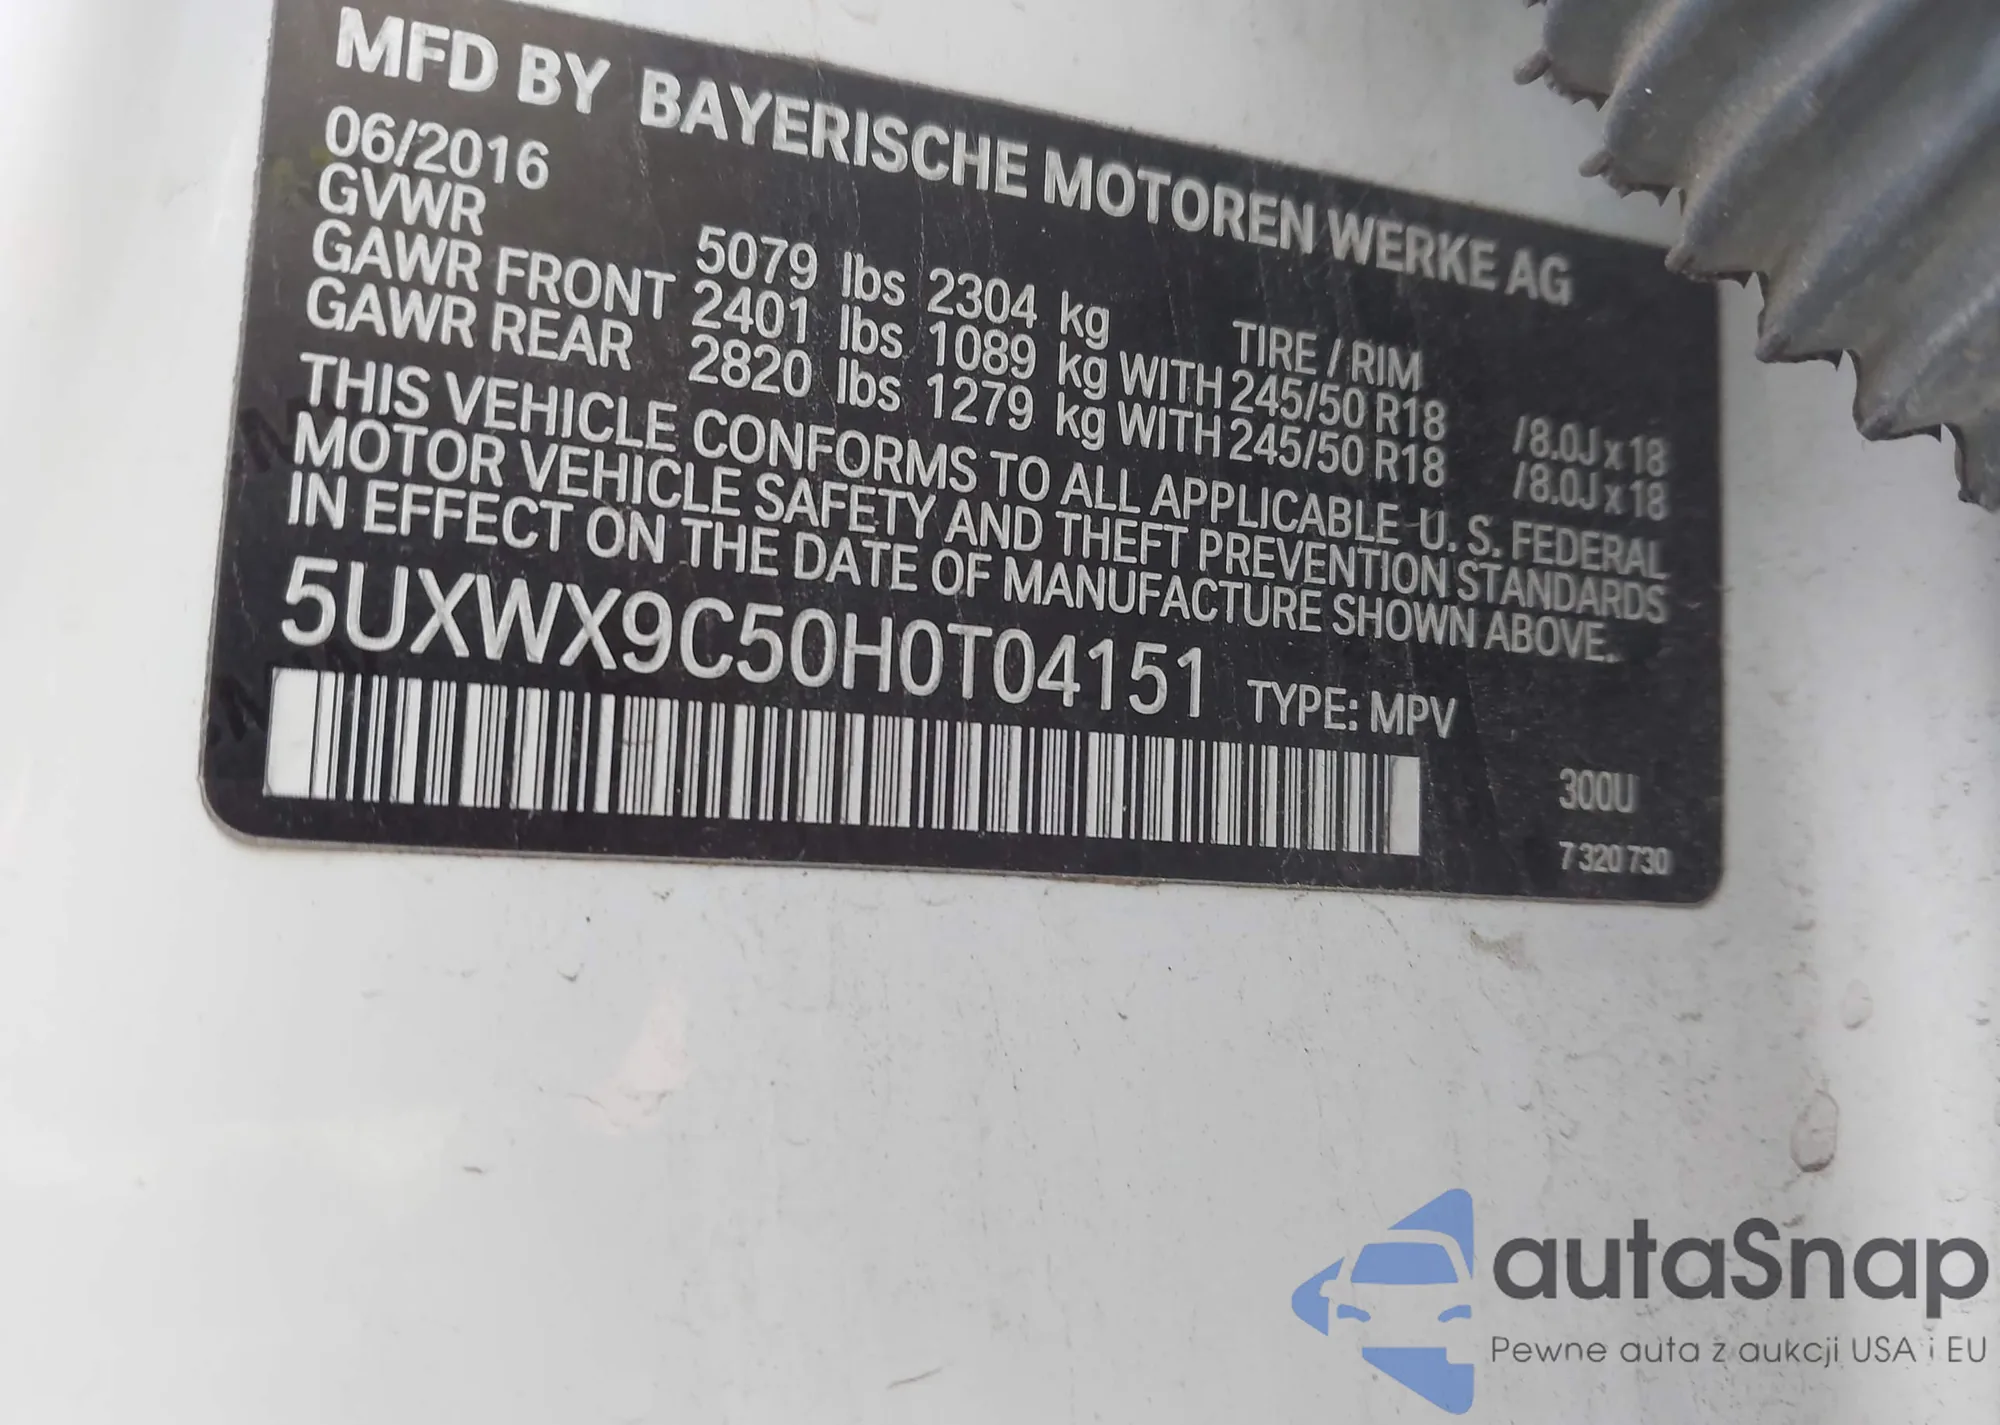 MFD BY BAYERISCHE MOTOREN WERKE AG
06/2016
GVWR 5079 lbs 2304 kg TIRE / RIM
GAWR FRONT 2401 lbs 1089 kg WITH 245/50 R18 /8.0J x 18
GAWR REAR 2820 lbs 1279 kg WITH 245/50 R18 /8.0J x 18
THIS VEHICLE CONFORMS TO ALL APPLICABLE U. S. FEDERAL
MOTOR VEHICLE SAFETY AND THEFT PREVENTION STANDARDS
IN EFFECT ON THE DATE OF MANUFACTURE SHOWN ABOVE.
5UXWX9C50H0T04151 TYPE: MPV
300U
7 320 730
autaSnap
Pewne auta z aukcji USA i EU